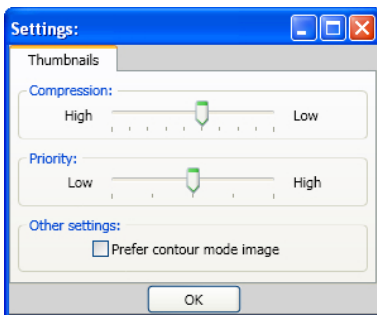 Settings:
Thumbnails
Compression:
High Low
Priority:
Low High
Other settings:
Prefer contour mode image
OK